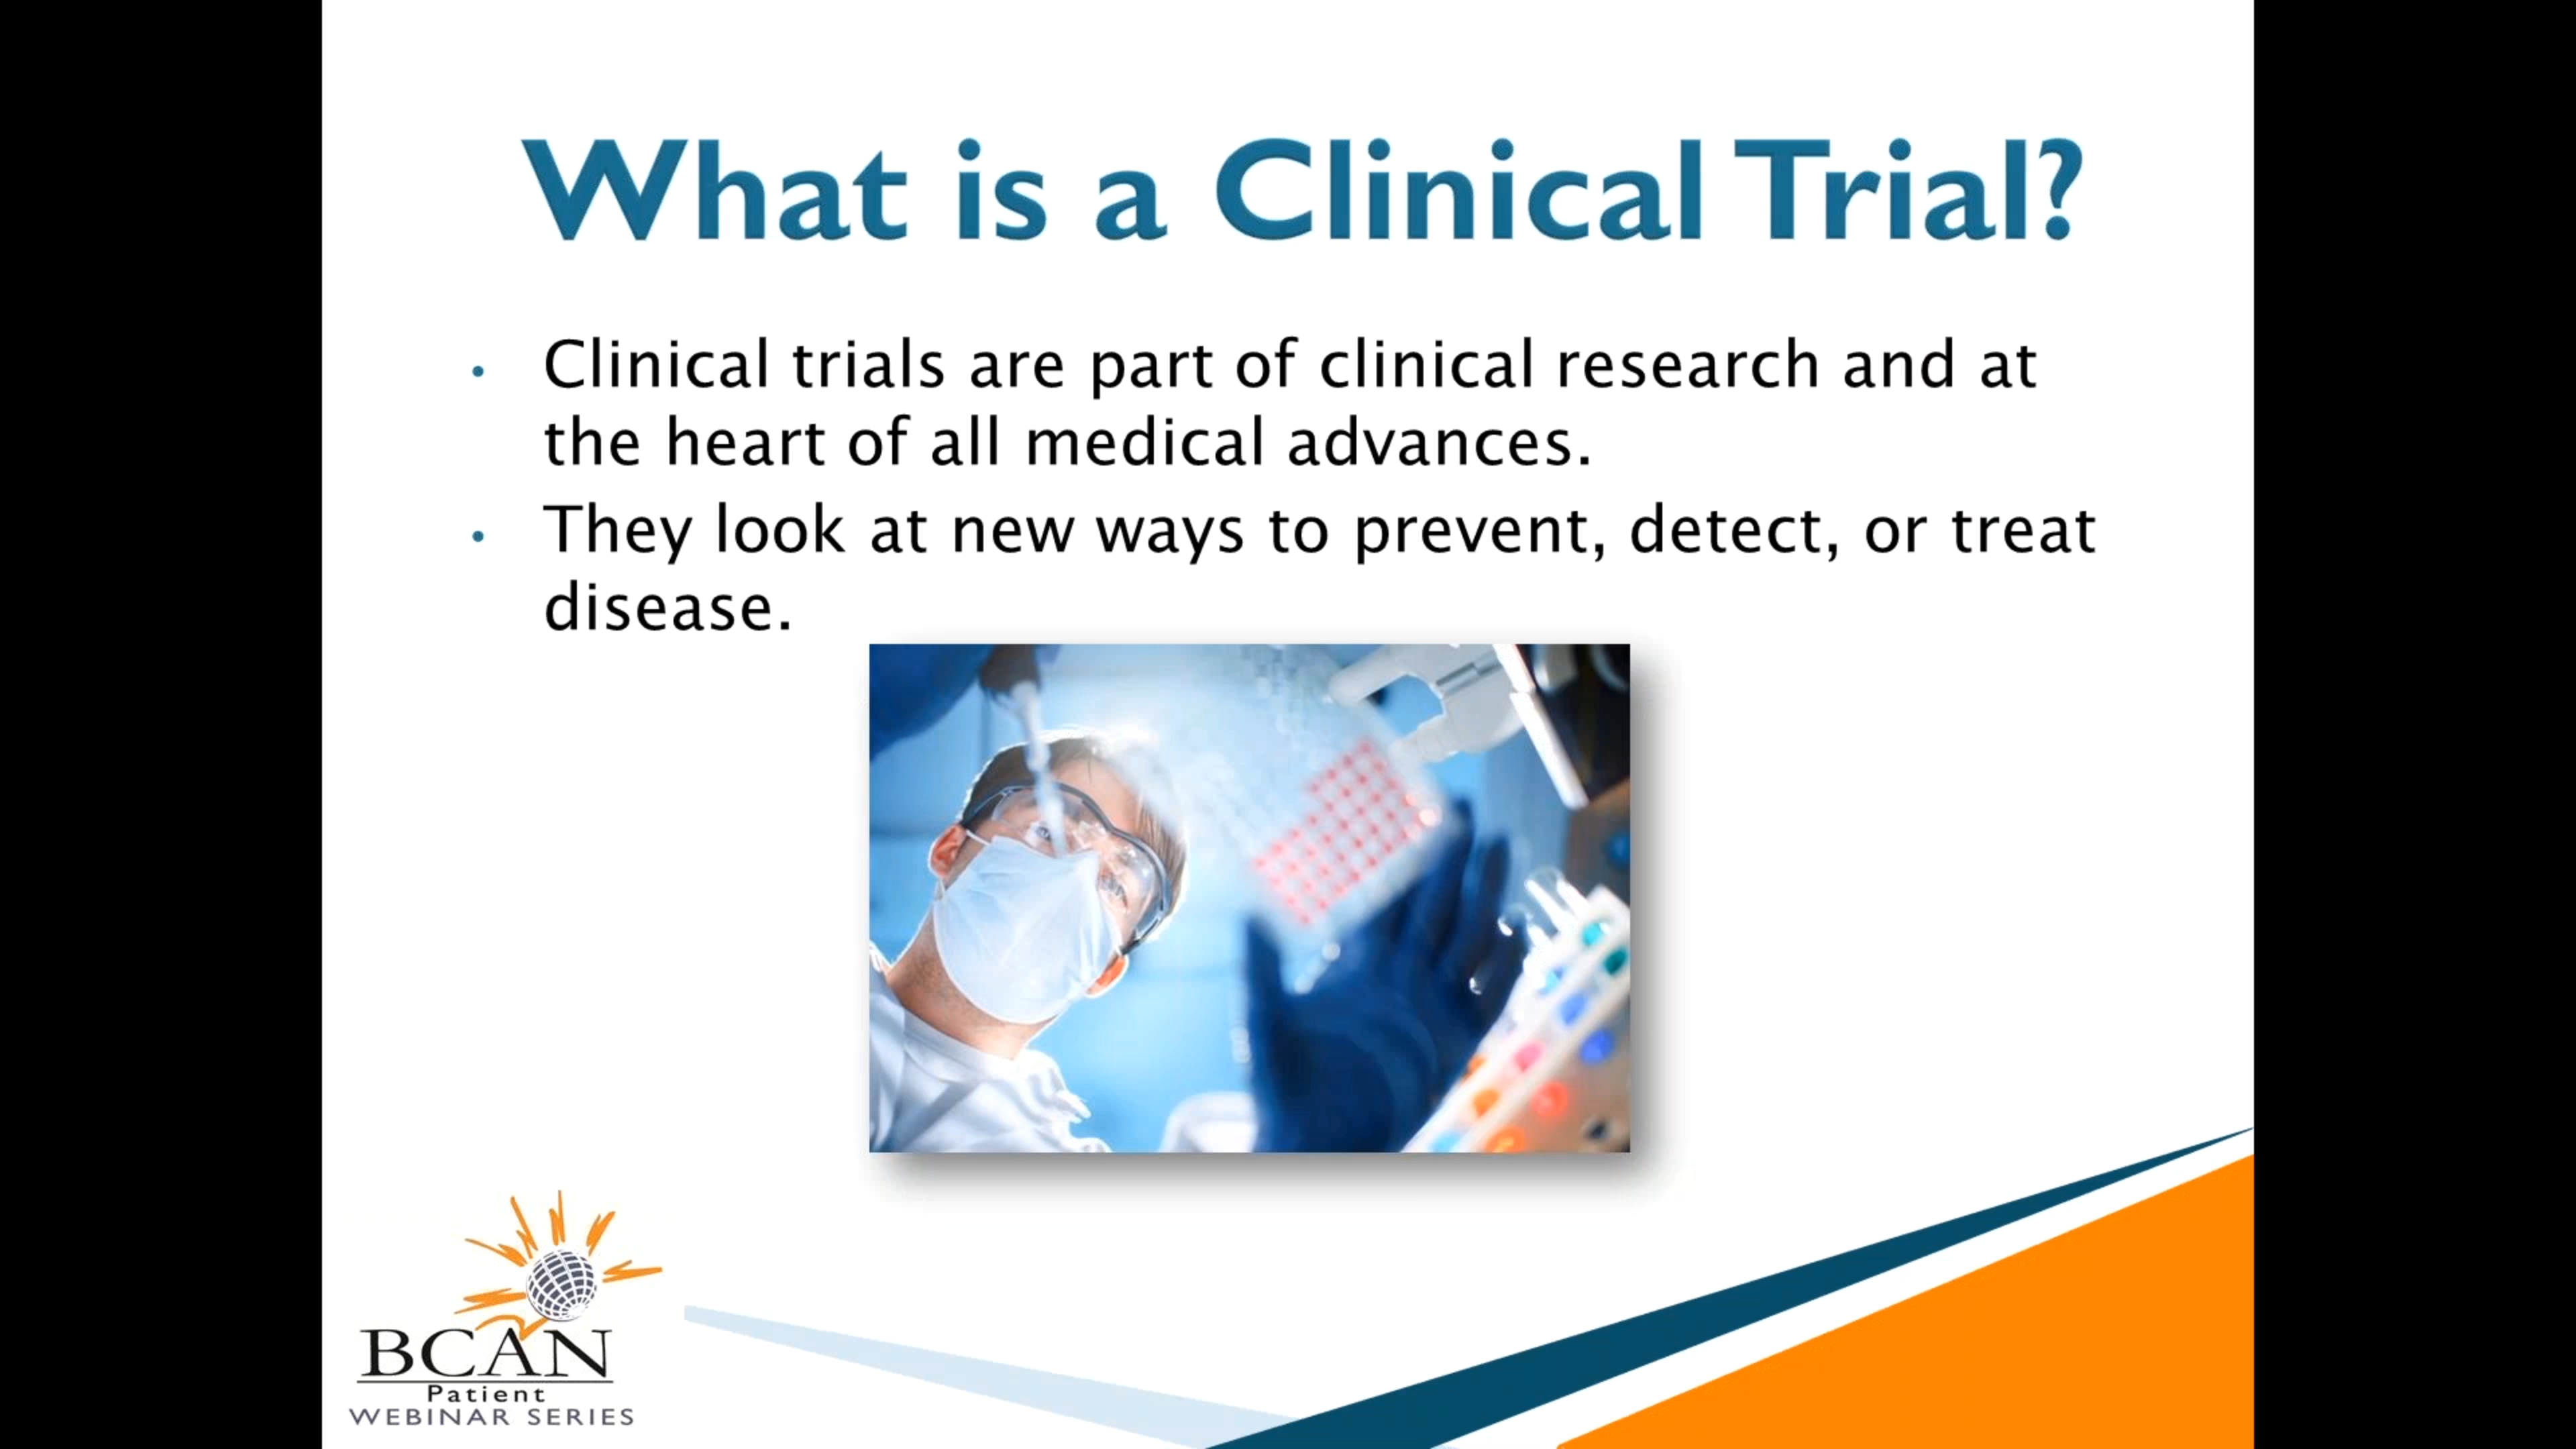 What is a Clinical Trial?
• Clinical trials are part of clinical research and at
the heart of all medical advances.
• They look at new ways to prevent, detect, or treat
disease.
BCAN
Patient
WEBINAR SERIES